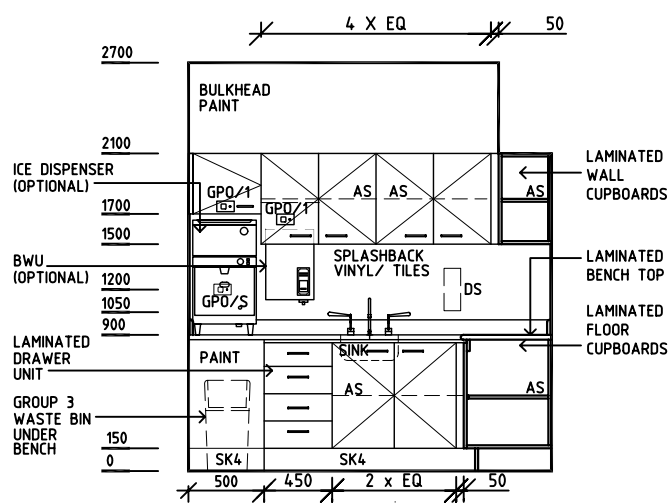 4 X EQ
50
2700
BULKHEAD
PAINT
2100
ICE DISPENSER
(OPTIONAL)
GPO/1
AS
AS
LAMINATED
WALL
CUPBOARDS
AS
1700
GPO/1
1500
BWU
(OPTIONAL)
SPLASHBACK
VINYL/ TILES
LAMINATED
BENCH TOP
1200
GPO/S
DS
1050
900
LAMINATED
FLOOR
CUPBOARDS
LAMINATED
DRAWER
UNIT
PAINT
SINK
AS
AS
GROUP 3
WASTE BIN
UNDER
BENCH
150
0
SK4
SK4
500
450
2 x EQ
50